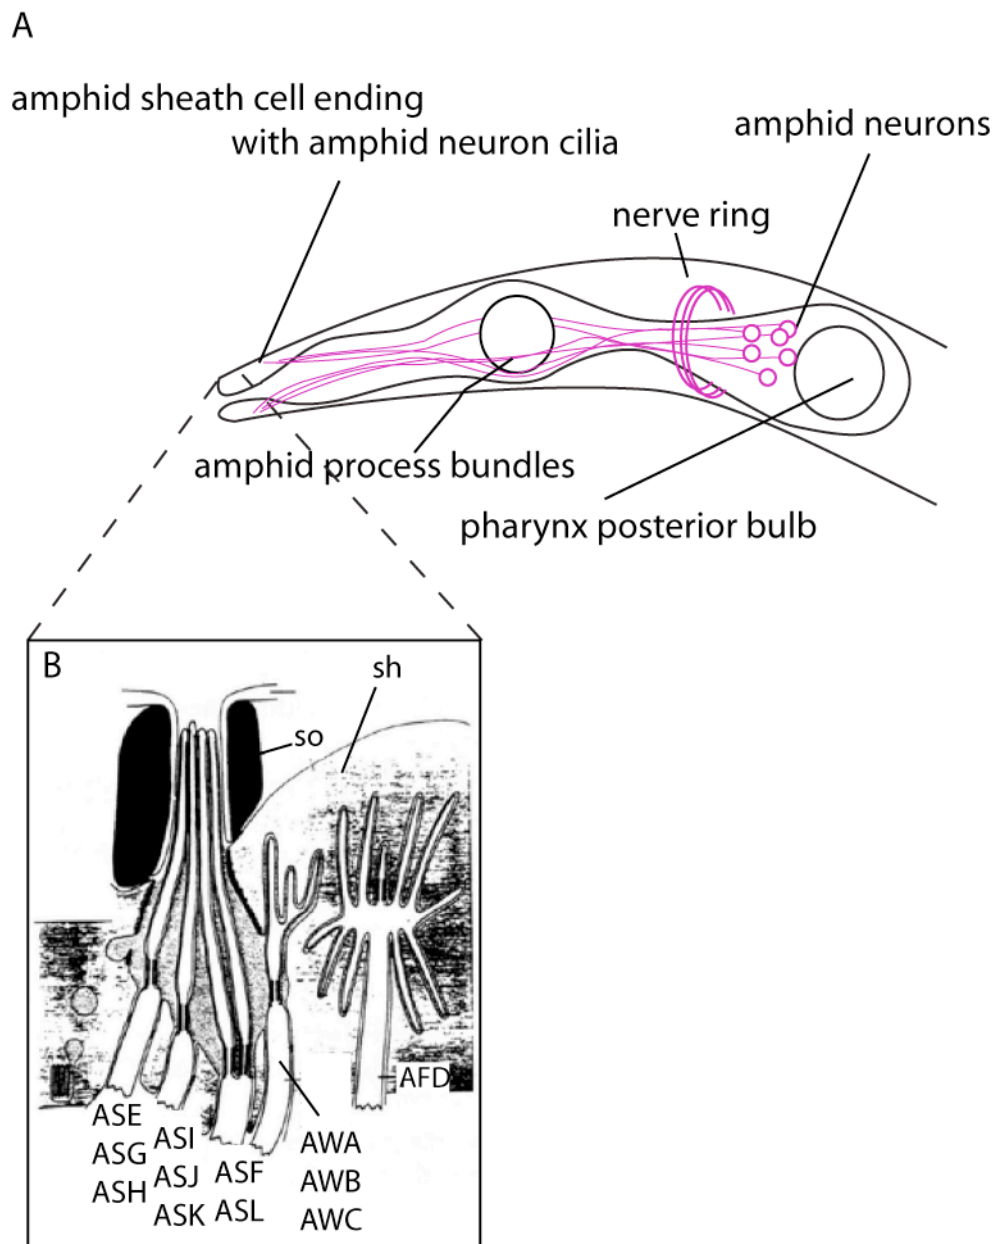 A
amphid sheath cell ending
with amphid neuron cilia
amphid neurons
nerve ring
amphid process bundles
pharynx posterior bulb
B
sh
so
AFD
ASE
ASG
ASH
ASI
ASJ
ASK
ASF
ASL
AWA
AWB
AWC